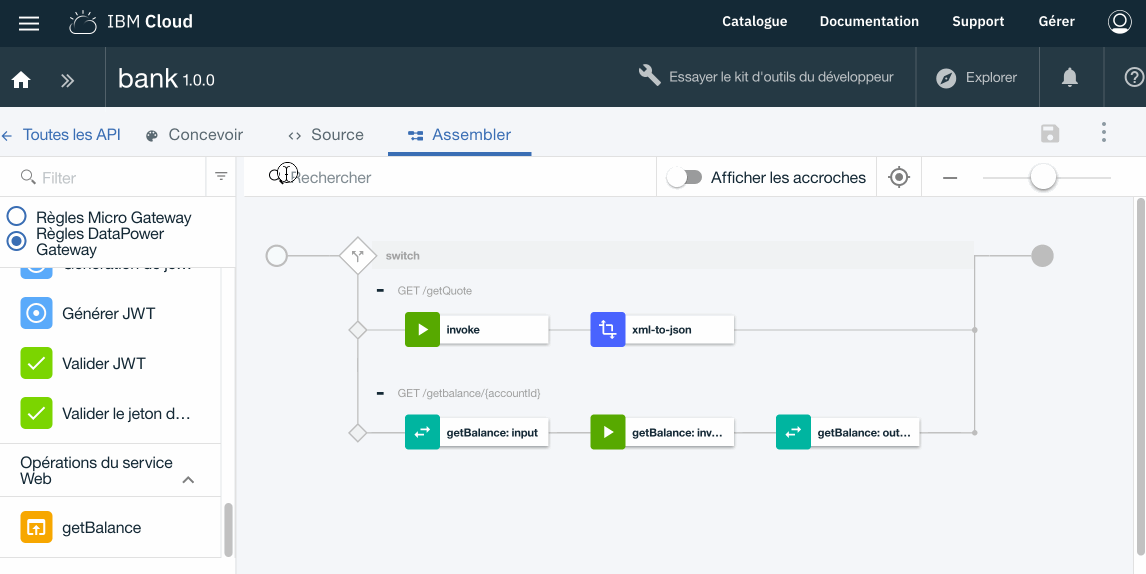 IBM Cloud
Catalogue Documentation Support Gérer
bank 1.0.0
Essayer le kit d'outils du développeur
Explorer
Toutes les API
Concevoir
Source
Assembler
Filter
Rechercher
Afficher les accroches
Règles Micro Gateway
Règles DataPower
Gateway
Générer JWT
Valider JWT
Valider le jeton d...
Opérations du service
Web
getBalance
switch
GET /getQuote
invoke
xml-to-json
GET /getbalance/{accountId}
getBalance: input
getBalance: inv...
getBalance: out...